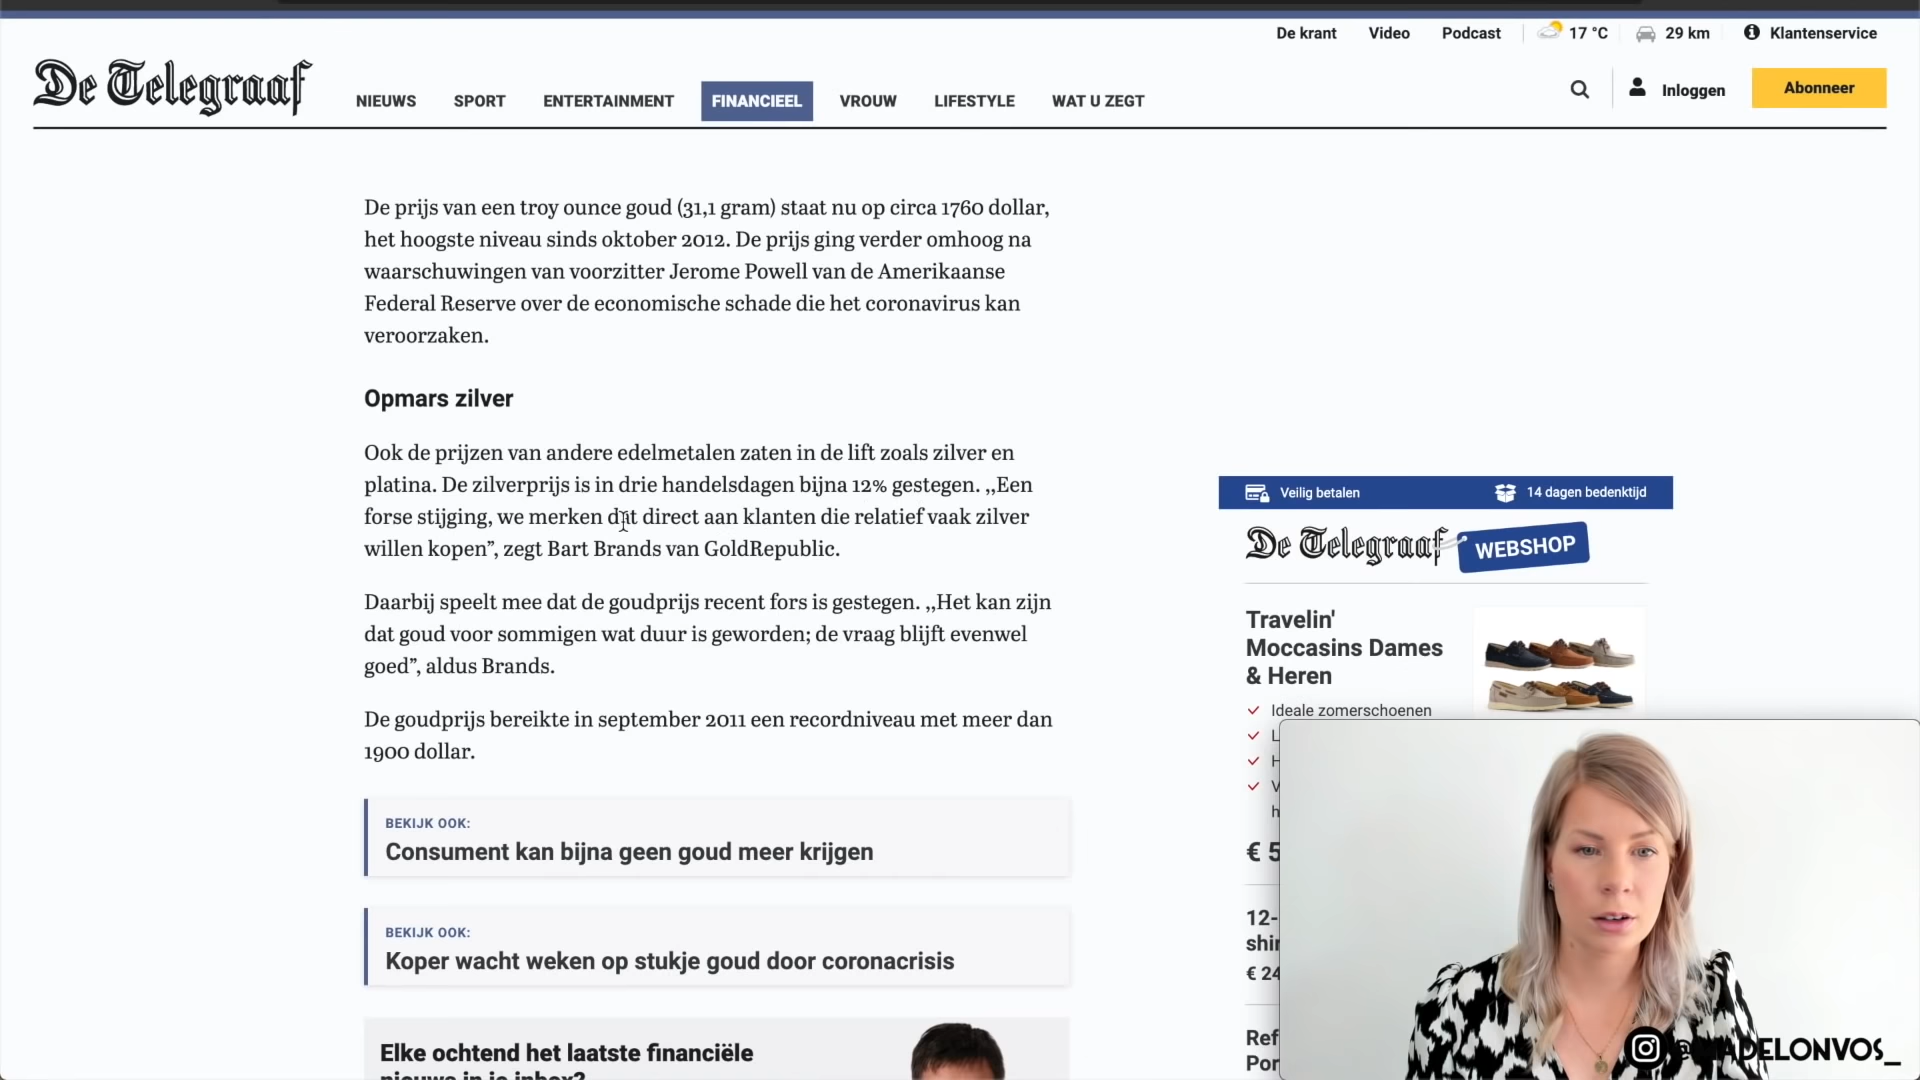 De krant Video Podcast 17 °C 29 km Klantenservice
De Telegraaf
NIEUWS SPORT ENTERTAINMENT FINANCIEEL VROUW LIFESTYLE WAT U ZEGT
Inloggen Abonneer
De prijs van een troy ounce goud (31,1 gram) staat nu op circa 1760 dollar,
het hoogste niveau sinds oktober 2012. De prijs ging verder omhoog na
waarschuwingen van voorzitter Jerome Powell van de Amerikaanse
Federal Reserve over de economische schade die het coronavirus kan
veroorzaken.
Opmars zilver
Ook de prijzen van andere edelmetalen zaten in de lift zoals zilver en
platina. De zilverprijs is in drie handelsdagen bijna 12% gestegen. „Een
forse stijging, we merken dat direct aan klanten die relatief vaak zilver
willen kopen”, zegt Bart Brands van GoldRepublic.
Daarbij speelt mee dat de goudprijs recent fors is gestegen. „Het kan zijn
dat goud voor sommigen wat duur is geworden; de vraag blijft evenwel
goed”, aldus Brands.
De goudprijs bereikte in september 2011 een recordniveau met meer dan
1900 dollar.
BEKIJK OOK:
Consument kan bijna geen goud meer krijgen
BEKIJK OOK:
Koper wacht weken op stukje goud door coronacrisis
Elke ochtend het laatste financiële
nieuws in je inbox?
Veilig betalen 14 dagen bedenktijd
De Telegraaf WEBSHOP
Travelin'
Moccasins Dames
& Heren
Ideale zomerschoenen
L
H
V
h
€ 5
12-
shir
€ 24
Ref
Por
@MADELONVOS_